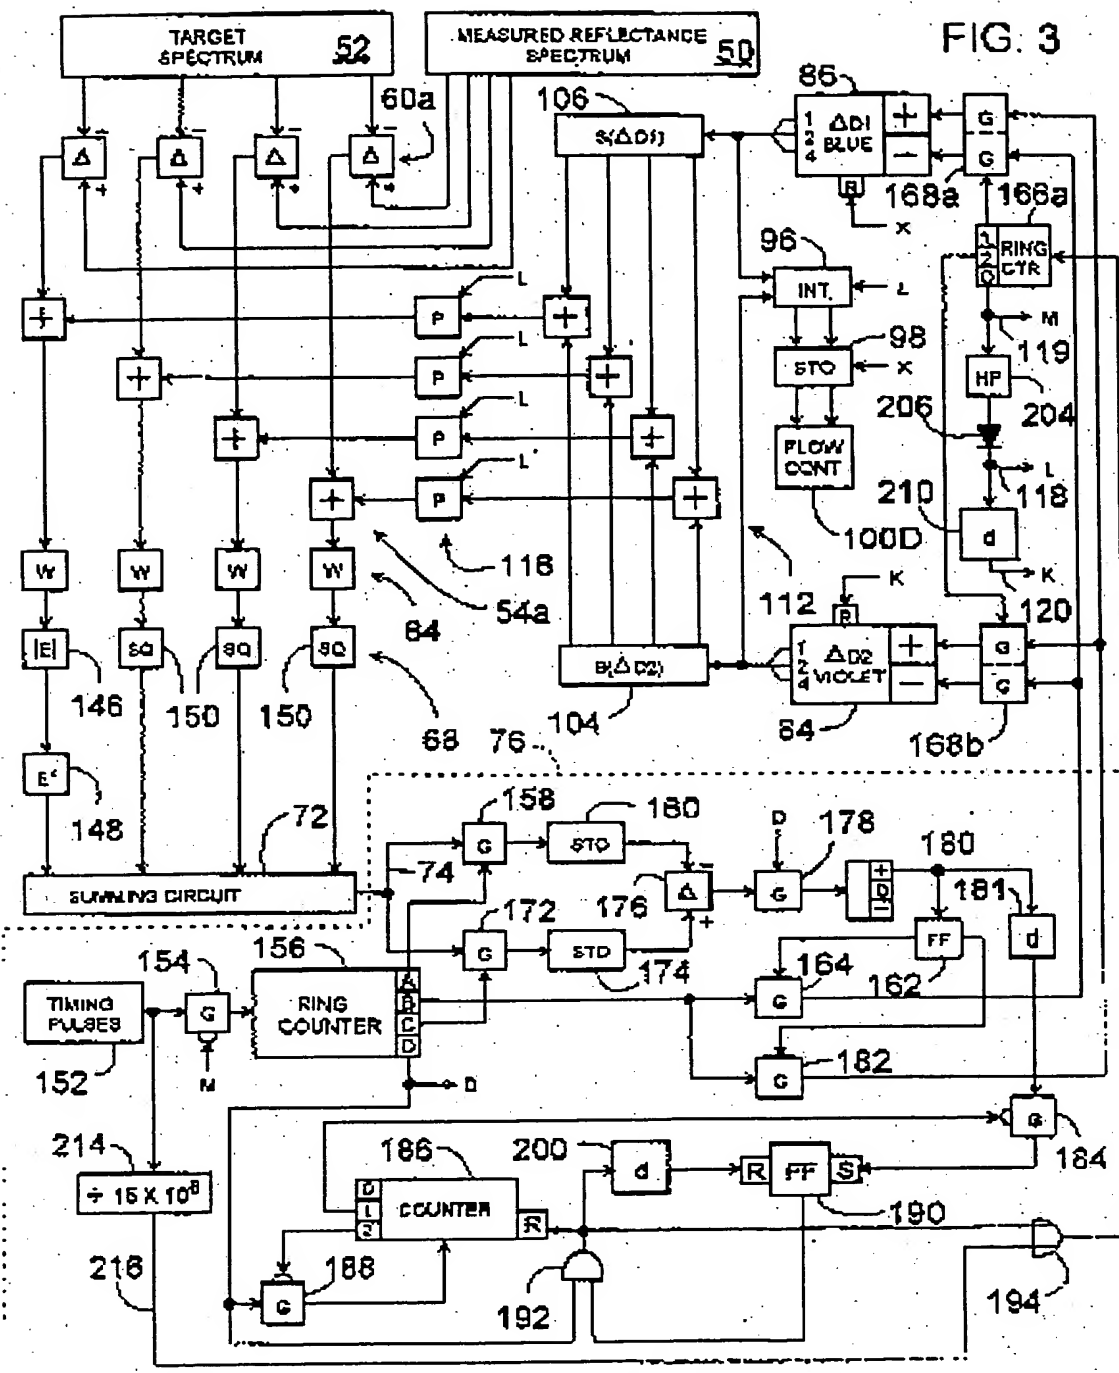 FIG. 3
TARGET
SPECTRUM 52
MEASURED REFLECTANCE
SPECTRUM 50
60a
106
86
Δ Δ Δ Δ
- - - -
+ + + +
S(ΔD1)
1
2
4
ΔD1
BLUE
+
−
G
G
R
X
168a
166a
1
2
0
RING
CTR
96
INT.
L
M
119
98
STO
X
HP
204
206
FLOW
CONT
L
118
100D
210
d
K
120
+ P L +
+ P L +
+ P L +
+ P L +
118
54a
112
W W W W
64
|E| SQ SQ SQ
146
150
150
68
K
R
S(ΔD2)
104
1
2
4
ΔD2
VIOLET
+
−
G
G
84
168b
76
E²
148
72
SUMMING CIRCUIT
74
158
G
160
STO
D
178
G
180
176
Δ
−
+
+
0
−
181
d
172
G
STO
174
FF
162
164
G
154
156
TIMING
PULSES
152
G
M
RING
COUNTER
A
B
C
D
D
G
182
G
184
214
÷ 15 X 10⁶
186
0
1
2
COUNTER
R
200
d
R
FF
S
190
216
G
188
192
194